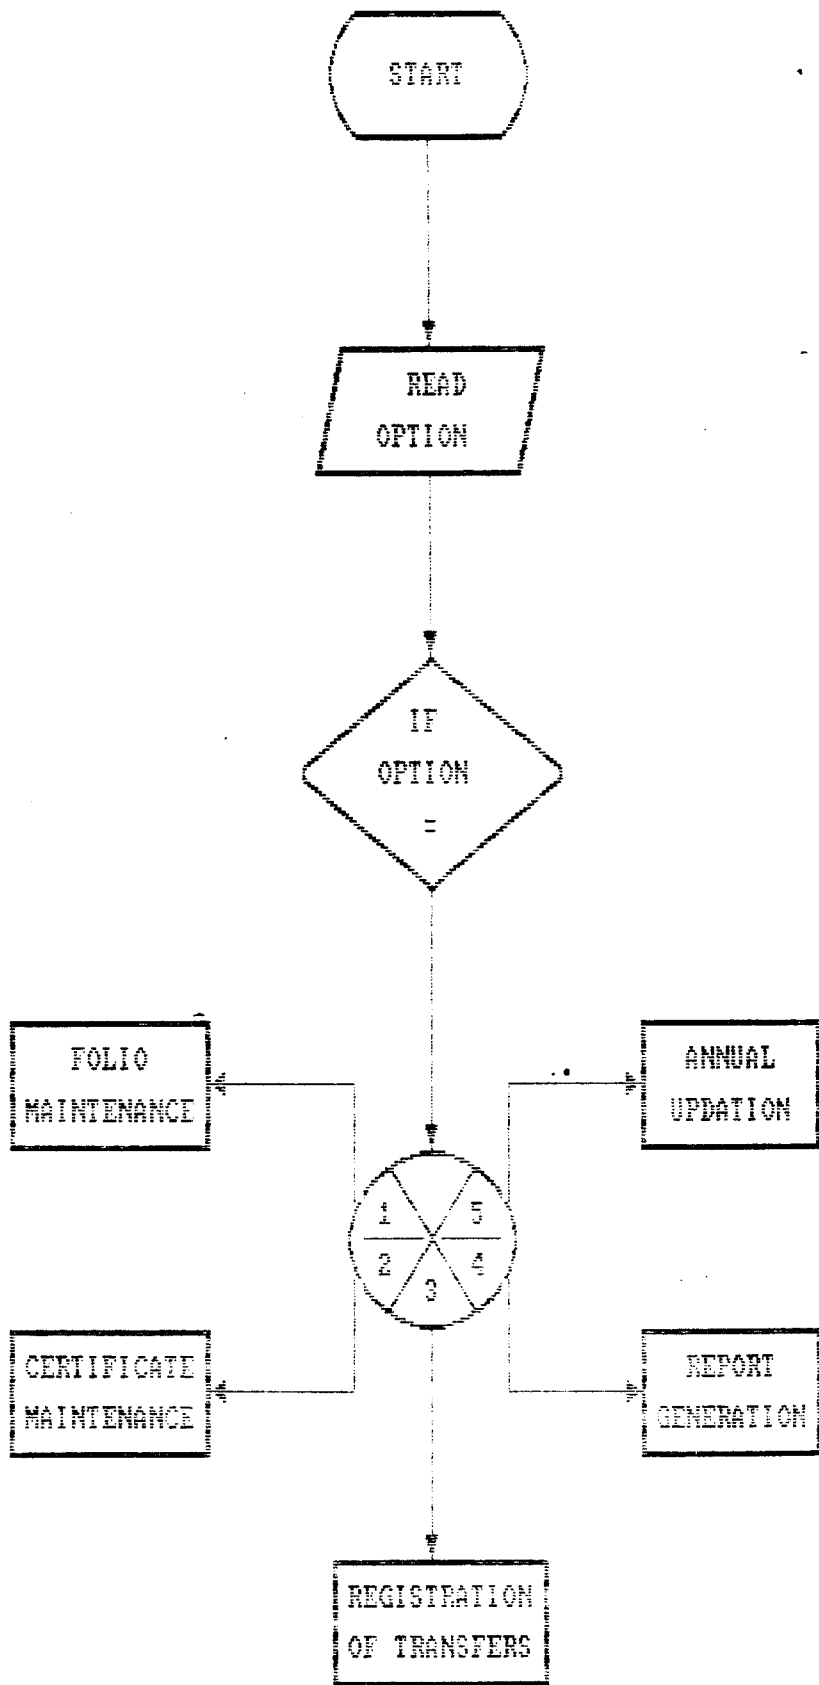 START
READ
OPTION
IF
OPTION
=
FOLIO
MAINTENANCE
ANNUAL
UPDATION
1
5
2
4
3
CERTIFICATE
MAINTENANCE
REPORT
GENERATION
REGISTRATION
OF TRANSFERS